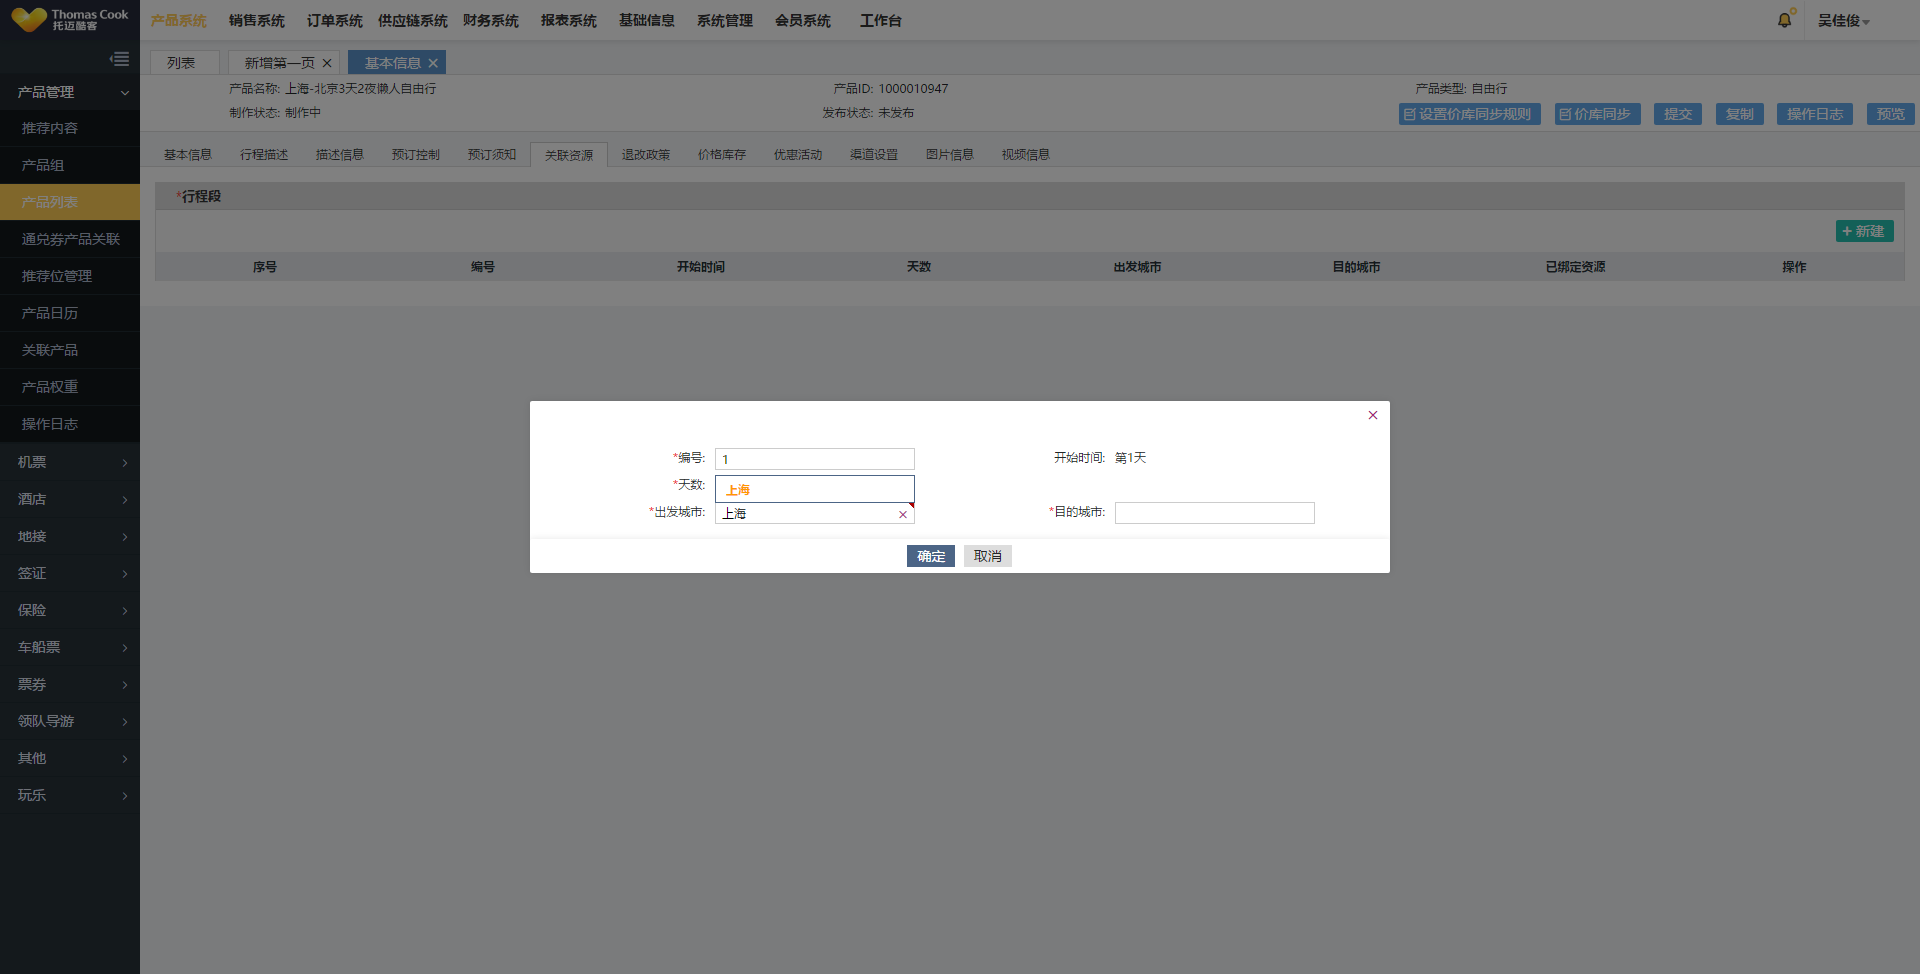 Thomas Cook
托迈酷客
产品系统 销售系统 订单系统 供应链系统 财务系统 报表系统 基础信息 系统管理 会员系统 工作台
吴佳俊
列表 新增第一页 基本信息
产品名称: 上海-北京3天2夜懒人自由行 产品ID: 1000010947 产品类型: 自由行
制作状态: 制作中 发布状态: 未发布
设置价库同步规则 价库同步 提交 复制 操作日志 预览
基本信息 行程描述 描述信息 预订控制 预订须知 关联资源 退改政策 价格库存 优惠活动 渠道设置 图片信息 视频信息
*行程段
+ 新建
序号 编号 开始时间 天数 出发城市 目的城市 已绑定资源 操作
产品管理
推荐内容
产品组
产品列表
通兑券产品关联
推荐位管理
产品日历
关联产品
产品权重
操作日志
机票
酒店
地接
签证
保险
车船票
票券
领队导游
其他
玩乐
*编号: 1 开始时间: 第1天
*天数: 上海
*出发城市: 上海 *目的城市:
确定 取消